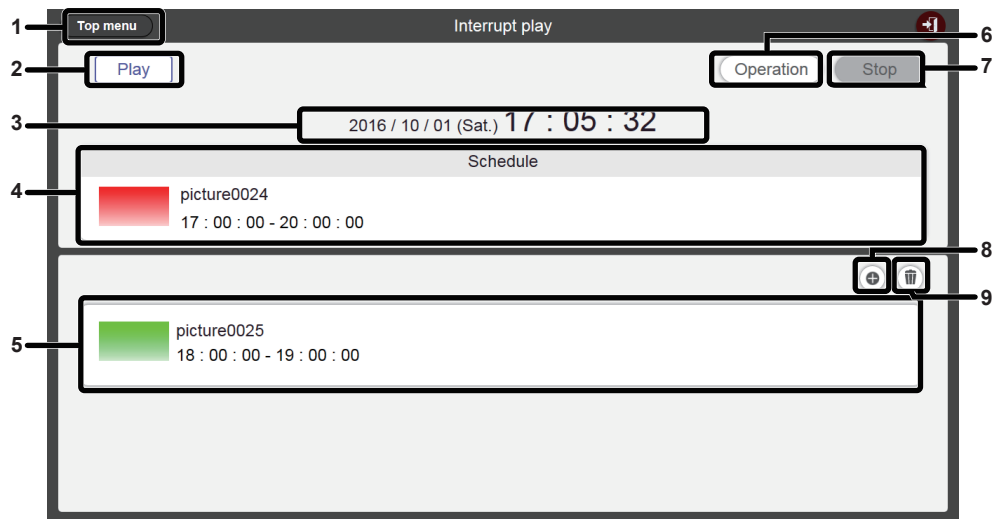 1
Top menu
Interrupt play
6
2
Play
Operation
Stop
7
3
2016 / 10 / 01 (Sat.) 17 : 05 : 32
Schedule
4
picture0024
17 : 00 : 00 - 20 : 00 : 00
8
9
5
picture0025
18 : 00 : 00 - 19 : 00 : 00